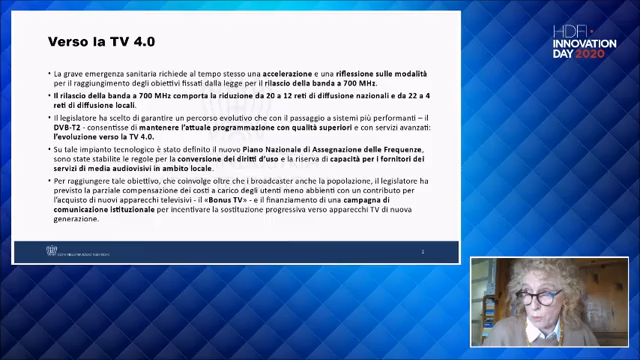 Verso la TV 4.0
HDFI
INNOVATION
DAY 2020
• La grave emergenza sanitaria richiede al tempo stesso una accelerazione e una riflessione sulle modalità
per il raggiungimento degli obiettivi fissati dalla legge per il rilascio della banda a 700 MHz.
• Il rilascio della banda a 700 MHz comporta la riduzione da 20 a 12 reti di diffusione nazionali e da 22 a 4
reti di diffusione locali.
• Il legislatore ha scelto di garantire un percorso evolutivo che con il passaggio a sistemi più performanti – il
DVB-T2 - consentisse di mantenere l'attuale programmazione con qualità superiori e con servizi avanzati:
l'evoluzione verso la TV 4.0.
• Su tale impianto tecnologico è stato definito il nuovo Piano Nazionale di Assegnazione delle Frequenze,
sono state stabilite le regole per la conversione dei diritti d'uso e la riserva di capacità per i fornitori dei
servizi di media audiovisivi in ambito locale.
• Per raggiungere tale obiettivo, che coinvolge oltre che i broadcaster anche la popolazione, il legislatore ha
previsto la parziale compensazione dei costi a carico degli utenti meno abbienti con un contributo per
l'acquisto di nuovi apparecchi televisivi - il «Bonus TV» - e il finanziamento di una campagna di
comunicazione istituzionale per incentivare la sostituzione progressiva verso apparecchi TV di nuova
generazione.